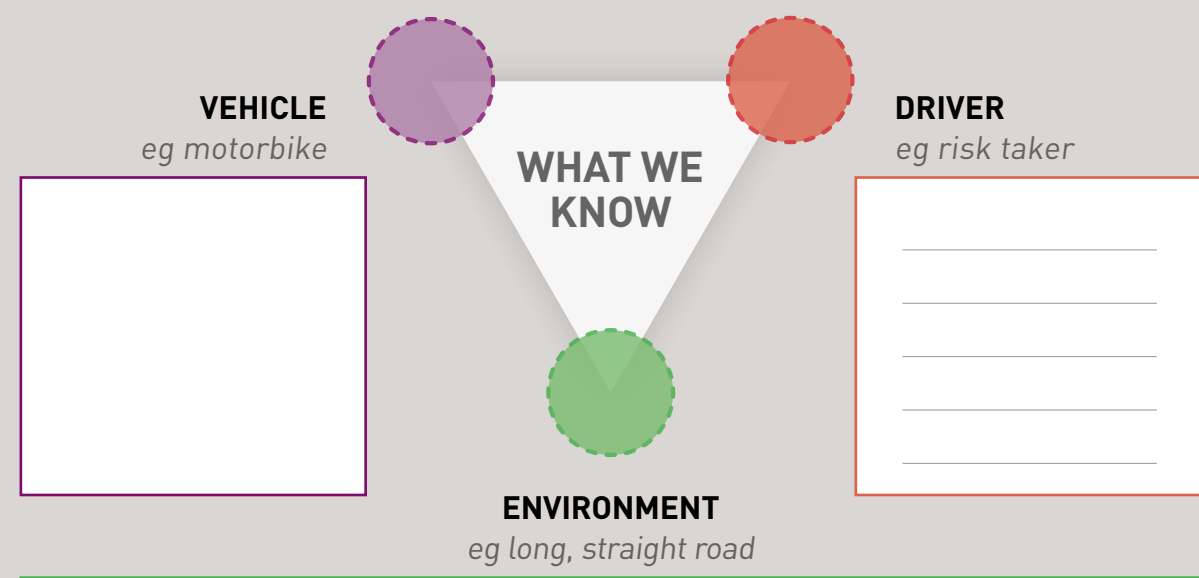 VEHICLE
eg motorbike
WHAT WE
KNOW
DRIVER
eg risk taker
ENVIRONMENT
eg long, straight road